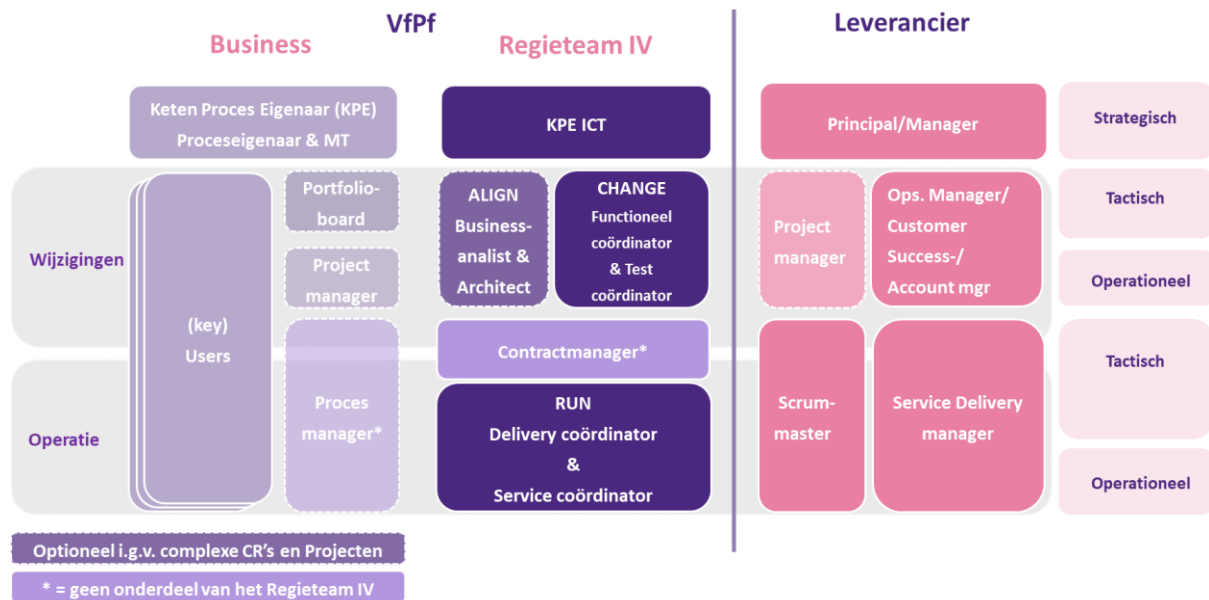 VfPf
Leverancier
Business
Regieteam IV
Keten Proces Eigenaar (KPE)
Proceseigenaar & MT
KPE ICT
Principal/Manager
Strategisch
Wijzigingen
(key)
Users
Portfolio-
board
Project
manager
ALIGN
Business-
analist &
Architect
CHANGE
Functioneel
coördinator
& Test
coördinator
Project
manager
Ops. Manager/
Customer
Success-/
Account mgr
Tactisch
Operationeel
Operatie
Proces
manager*
Contractmanager*
RUN
Delivery coördinator
&
Service coördinator
Scrum-
master
Service Delivery
manager
Tactisch
Operationeel
Optioneel i.g.v. complexe CR's en Projecten
* = geen onderdeel van het Regieteam IV